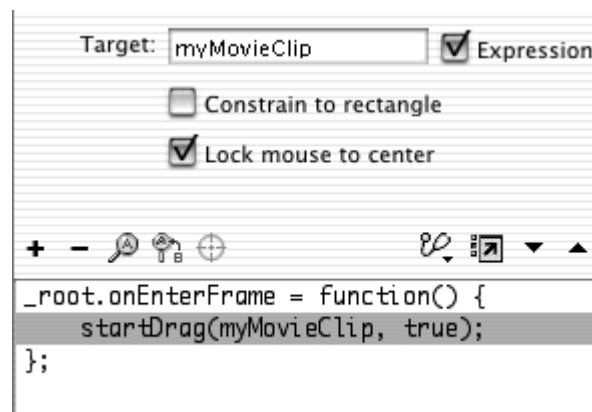 Target: myMovieClip Expression
Constrain to rectangle
Lock mouse to center
_root.onEnterFrame = function() {
startDrag(myMovieClip, true);
};